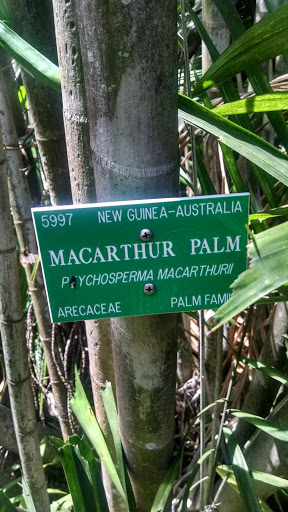 5997 NEW GUINEA-AUSTRALIA
MACARTHUR PALM
PTYCHOSPERMA MACARTHURII
ARECACEAE PALM FAMILY